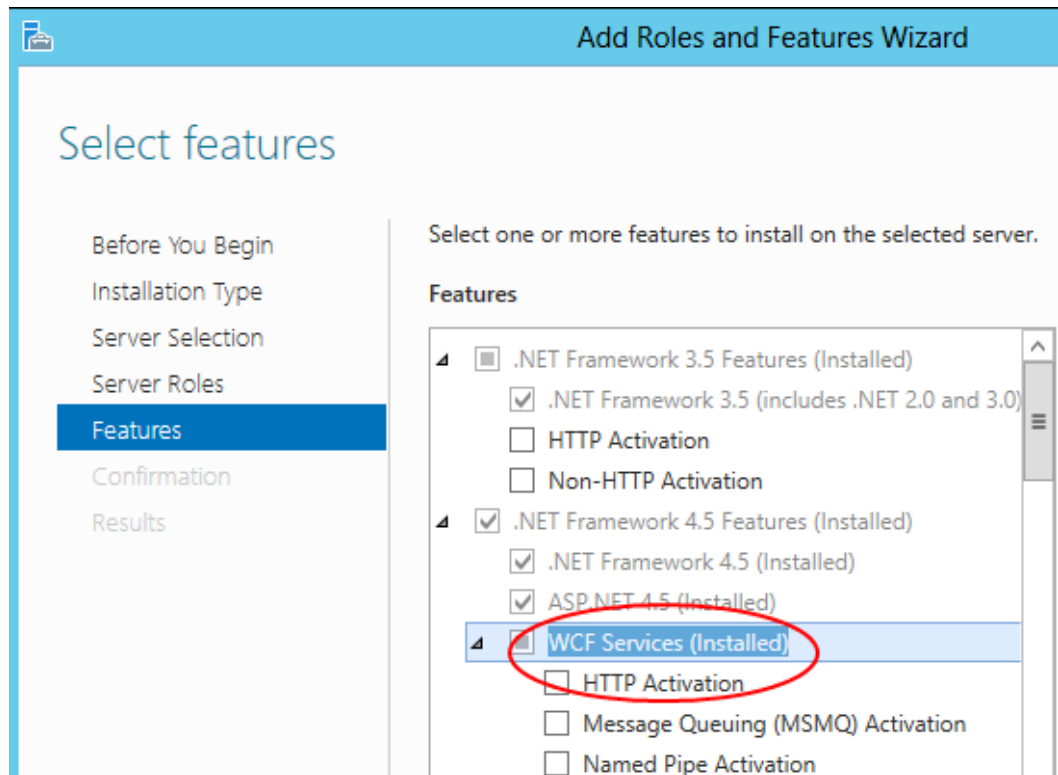 Add Roles and Features Wizard
Select features
Before You Begin
Installation Type
Server Selection
Server Roles
Features
Confirmation
Results
Select one or more features to install on the selected server.
Features
.NET Framework 3.5 Features (Installed)
.NET Framework 3.5 (includes .NET 2.0 and 3.0)
HTTP Activation
Non-HTTP Activation
.NET Framework 4.5 Features (Installed)
.NET Framework 4.5 (Installed)
ASP.NET 4.5 (Installed)
WCF Services (Installed)
HTTP Activation
Message Queuing (MSMQ) Activation
Named Pipe Activation